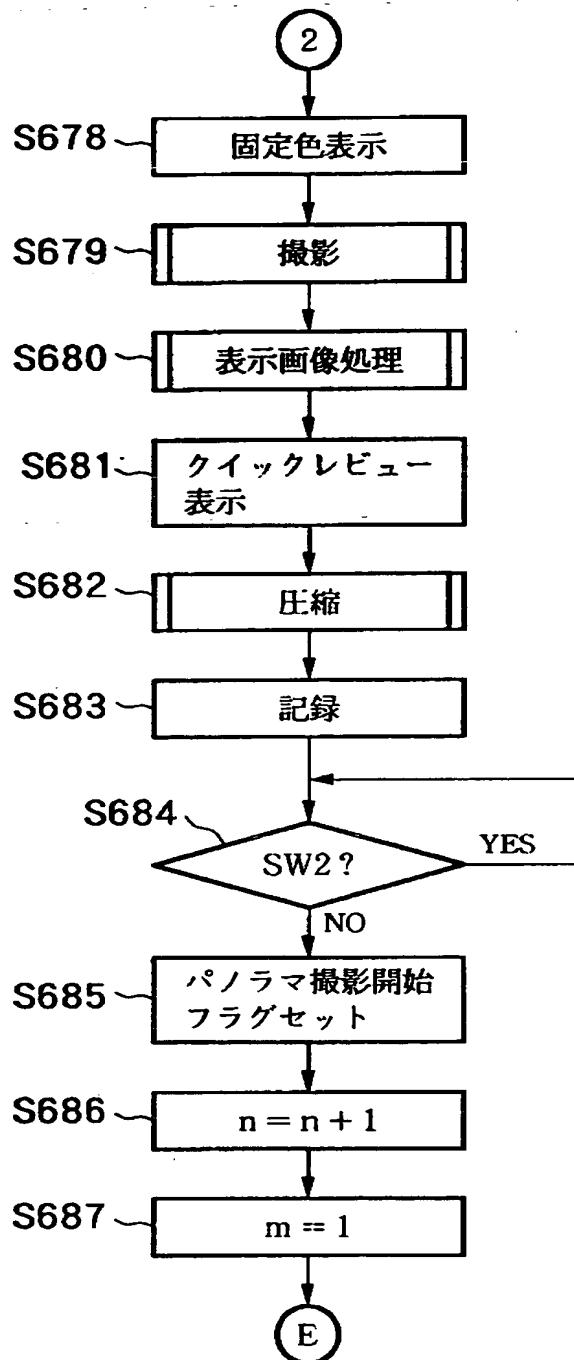 2
S678
固定色表示
S679
撮影
S680
表示画像処理
S681
クイックレビュー
表示
S682
圧縮
S683
記録
S684
SW2?
YES
NO
S685
パノラマ撮影開始
フラグセット
S686
n = n + 1
S687
m = 1
E